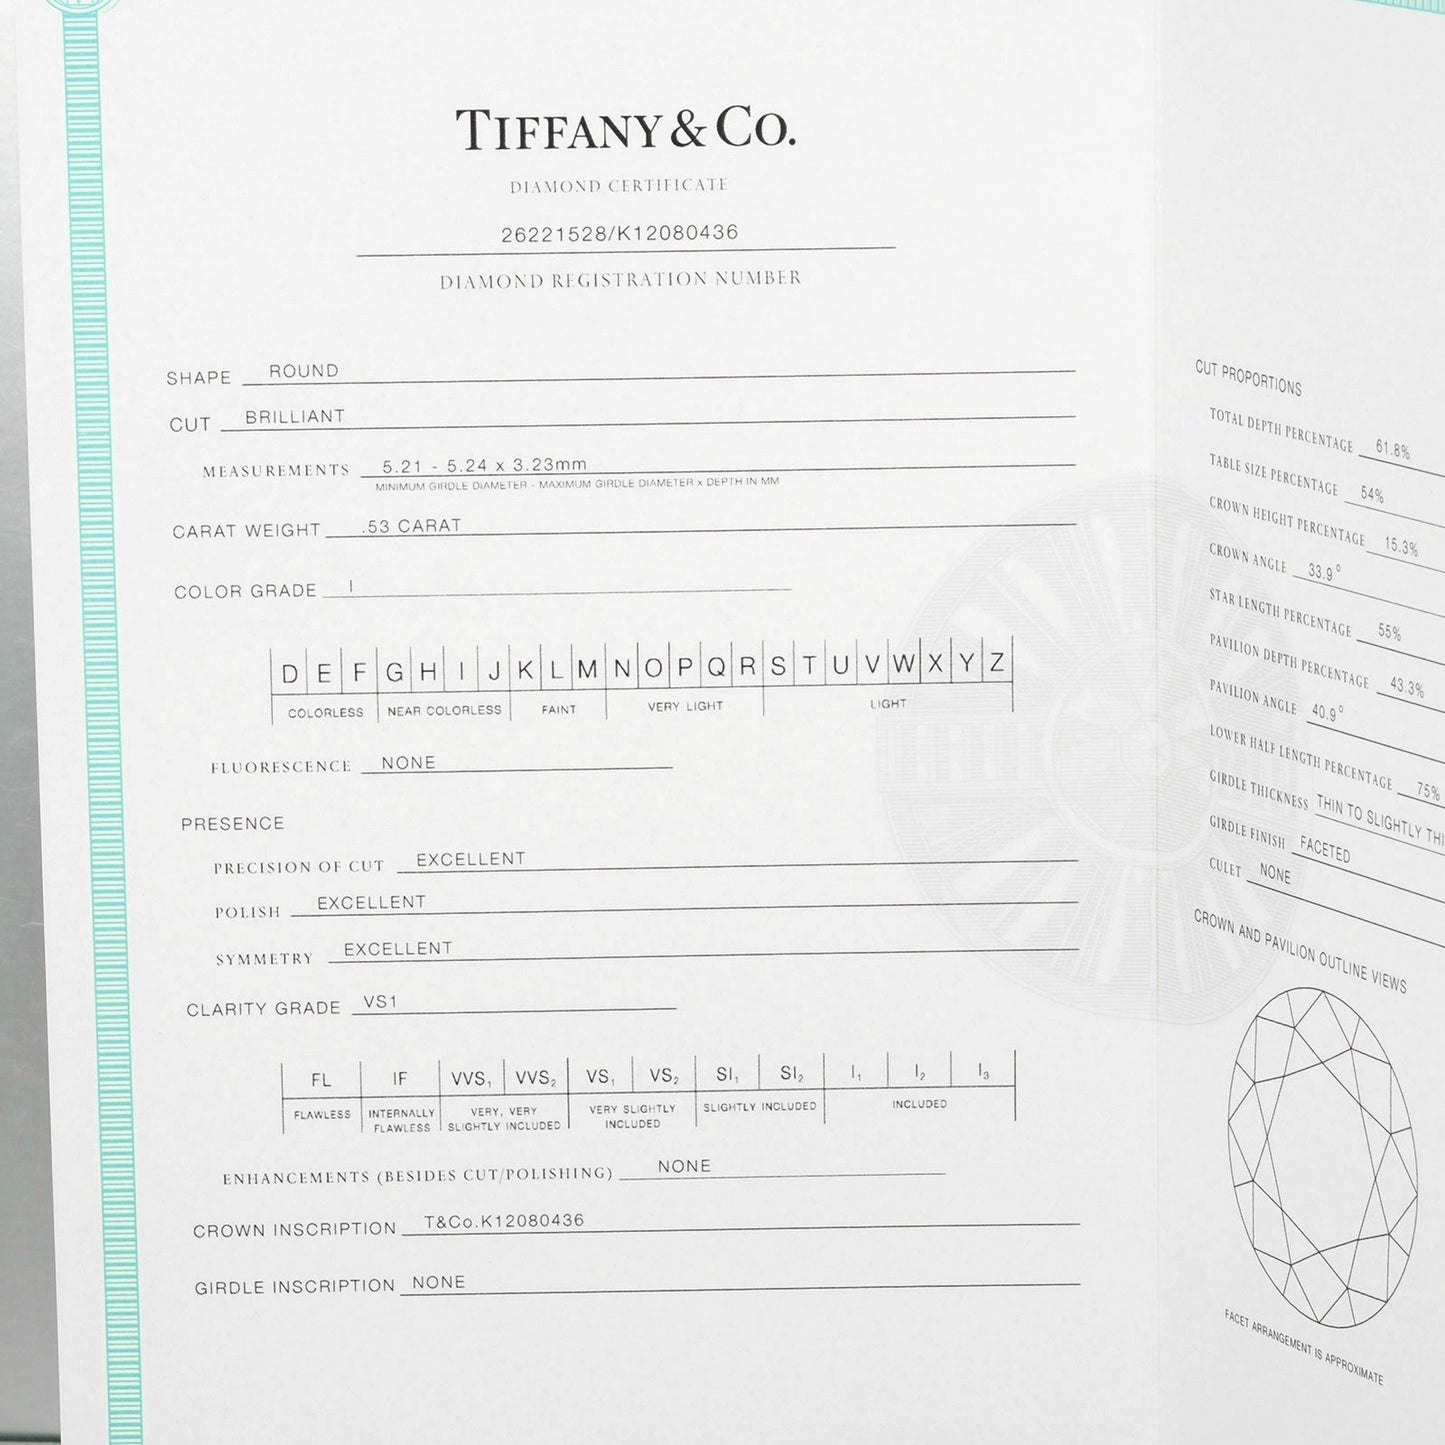 TIFFANY & CO.
DIAMOND CERTIFICATE
26221528/K12080436
DIAMOND REGISTRATION NUMBER
SHAPE ROUND
CUT BRILLIANT
MEASUREMENTS 5.21 - 5.24 x 3.23mm
MINIMUM GIRDLE DIAMETER - MAXIMUM GIRDLE DIAMETER x DEPTH IN MM
CARAT WEIGHT .53 CARAT
COLOR GRADE I
D E F G H I J K L M N O P Q R S T U V W X Y Z
COLORLESS NEAR COLORLESS FAINT VERY LIGHT LIGHT
FLUORESCENCE NONE
PRESENCE
PRECISION OF CUT EXCELLENT
POLISH EXCELLENT
SYMMETRY EXCELLENT
CLARITY GRADE VS1
FL IF VVS₁ VVS₂ VS₁ VS₂ SI₁ SI₂ I₁ I₂ I₃
FLAWLESS INTERNALLY FLAWLESS VERY, VERY SLIGHTLY INCLUDED VERY SLIGHTLY INCLUDED SLIGHTLY INCLUDED INCLUDED
ENHANCEMENTS (BESIDES CUT/POLISHING) NONE
CROWN INSCRIPTION T&Co.K12080436
GIRDLE INSCRIPTION NONE
CUT PROPORTIONS
TOTAL DEPTH PERCENTAGE 61.8%
TABLE SIZE PERCENTAGE 54%
CROWN HEIGHT PERCENTAGE 15.3%
CROWN ANGLE 33.9°
STAR LENGTH PERCENTAGE 55%
PAVILION DEPTH PERCENTAGE 43.3%
PAVILION ANGLE 40.9°
LOWER HALF LENGTH PERCENTAGE 75%
GIRDLE THICKNESS THIN TO SLIGHTLY THI
GIRDLE FINISH FACETED
CULET NONE
CROWN AND PAVILION OUTLINE VIEWS
FACET ARRANGEMENT IS APPROXIMATE